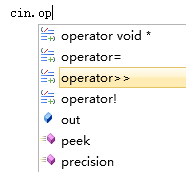 cin.op
operator void *
operator=
operator>>
operator!
out
peek
precision